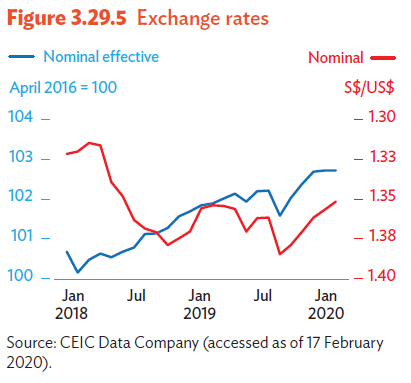 Figure 3.29.5 Exchange rates
Nominal effective
Nominal
April 2016 = 100
S$/US$
104
1.30
103
1.33
102
1.35
101
1.38
100
1.40
Jan Jul Jan Jul Jan
2018 2019 2020
Source: CEIC Data Company (accessed as of 17 February
2020).